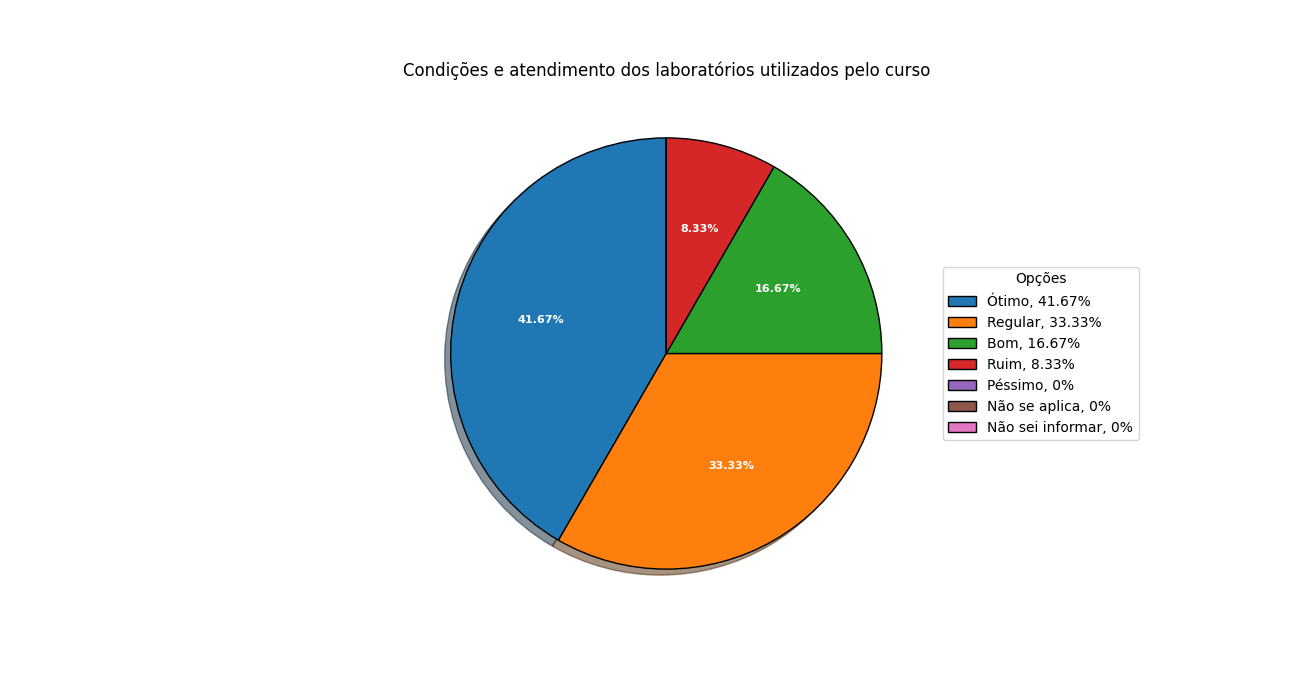 Condições e atendimento dos laboratórios utilizados pelo curso
8.33%
16.67%
41.67%
33.33%
Opções
Ótimo, 41.67%
Regular, 33.33%
Bom, 16.67%
Ruim, 8.33%
Péssimo, 0%
Não se aplica, 0%
Não sei informar, 0%